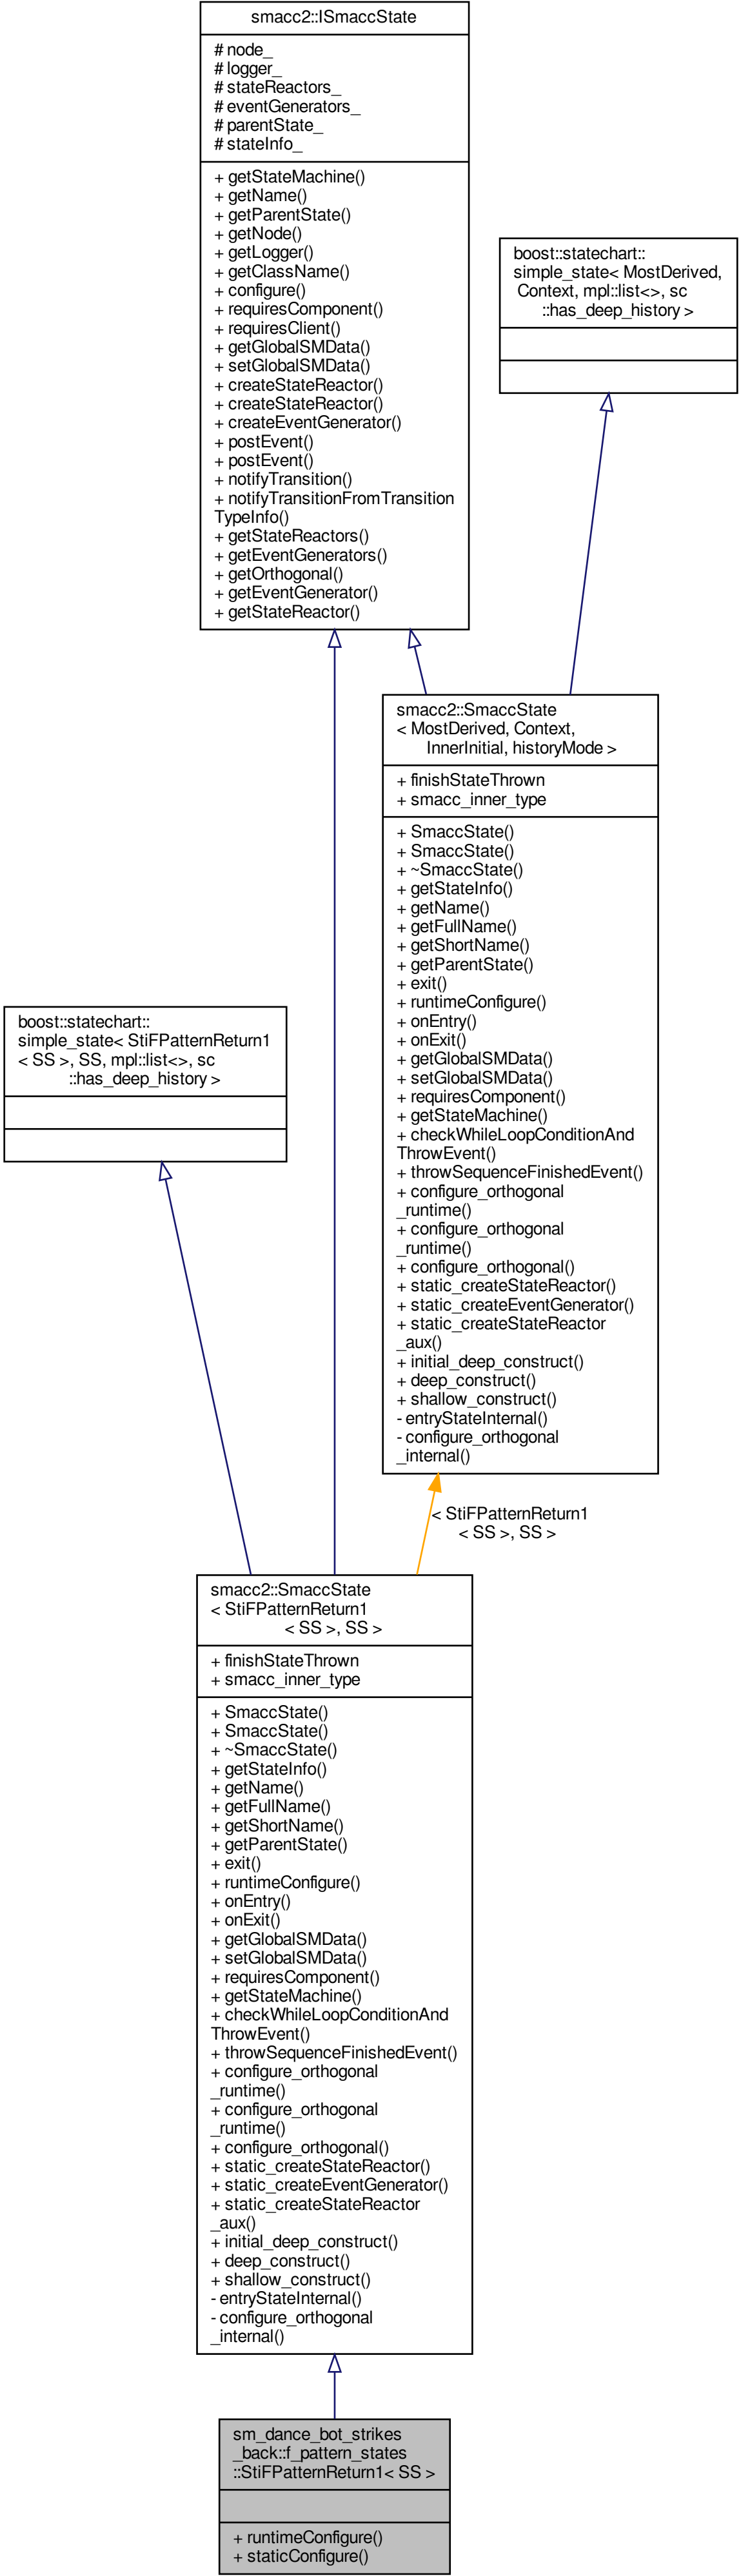 smacc2::ISmaccState
# node_
# logger_
# stateReactors_
# eventGenerators_
# parentState_
# stateInfo_
+ getStateMachine()
+ getName()
+ getParentState()
+ getNode()
+ getLogger()
+ getClassName()
+ configure()
+ requiresComponent()
+ requiresClient()
+ getGlobalSMData()
+ setGlobalSMData()
+ createStateReactor()
+ createStateReactor()
+ createEventGenerator()
+ postEvent()
+ postEvent()
+ notifyTransition()
+ notifyTransitionFromTransition
TypeInfo()
+ getStateReactors()
+ getEventGenerators()
+ getOrthogonal()
+ getEventGenerator()
+ getStateReactor()
boost::statechart::
simple_state< MostDerived,
Context, mpl::list<>, sc
::has_deep_history >
smacc2::SmaccState
< MostDerived, Context,
InnerInitial, historyMode >
+ finishStateThrown
+ smacc_inner_type
+ SmaccState()
+ SmaccState()
+ ~SmaccState()
+ getStateInfo()
+ getName()
+ getFullName()
+ getShortName()
+ getParentState()
+ exit()
+ runtimeConfigure()
+ onEntry()
+ onExit()
+ getGlobalSMData()
+ setGlobalSMData()
+ requiresComponent()
+ getStateMachine()
+ checkWhileLoopConditionAnd
ThrowEvent()
+ throwSequenceFinishedEvent()
+ configure_orthogonal
_runtime()
+ configure_orthogonal
_runtime()
+ configure_orthogonal()
+ static_createStateReactor()
+ static_createEventGenerator()
+ static_createStateReactor
_aux()
+ initial_deep_construct()
+ deep_construct()
+ shallow_construct()
- entryStateInternal()
- configure_orthogonal
_internal()
boost::statechart::
simple_state< StiFPatternReturn1
< SS >, SS, mpl::list<>, sc
::has_deep_history >
< StiFPatternReturn1
< SS >, SS >
smacc2::SmaccState
< StiFPatternReturn1
< SS >, SS >
+ finishStateThrown
+ smacc_inner_type
+ SmaccState()
+ SmaccState()
+ ~SmaccState()
+ getStateInfo()
+ getName()
+ getFullName()
+ getShortName()
+ getParentState()
+ exit()
+ runtimeConfigure()
+ onEntry()
+ onExit()
+ getGlobalSMData()
+ setGlobalSMData()
+ requiresComponent()
+ getStateMachine()
+ checkWhileLoopConditionAnd
ThrowEvent()
+ throwSequenceFinishedEvent()
+ configure_orthogonal
_runtime()
+ configure_orthogonal
_runtime()
+ configure_orthogonal()
+ static_createStateReactor()
+ static_createEventGenerator()
+ static_createStateReactor
_aux()
+ initial_deep_construct()
+ deep_construct()
+ shallow_construct()
- entryStateInternal()
- configure_orthogonal
_internal()
sm_dance_bot_strikes
_back::f_pattern_states
::StiFPatternReturn1< SS >
+ runtimeConfigure()
+ staticConfigure()